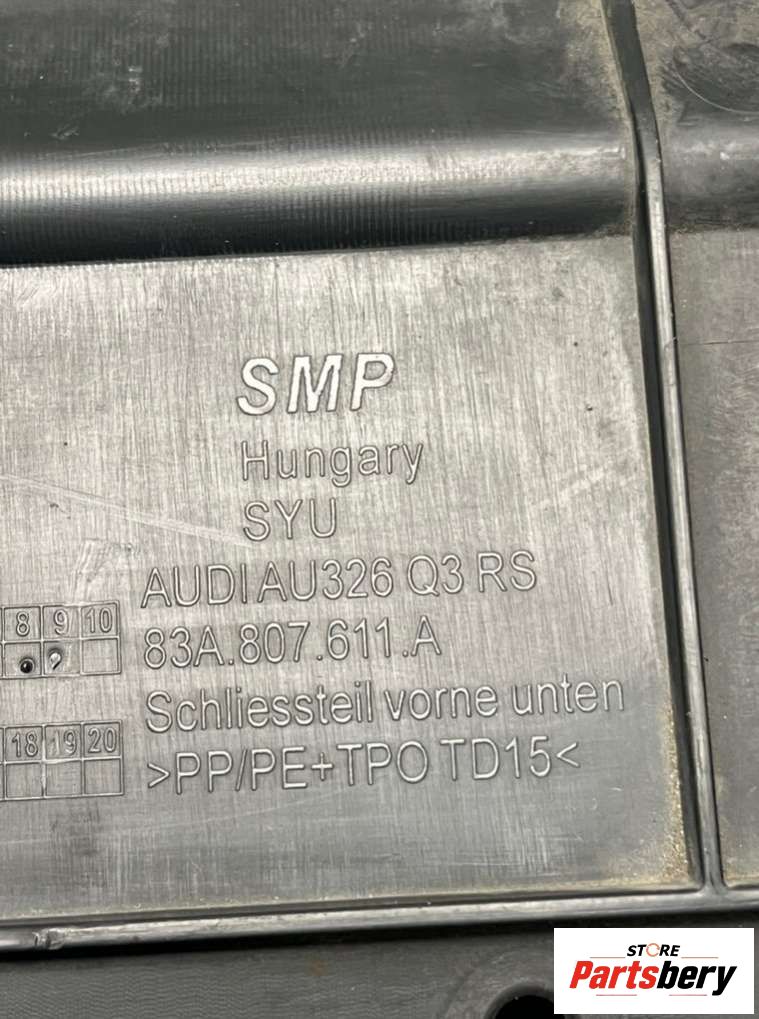 SMP
Hungary
SYU
AUDI AU326 Q3 RS
8 9 10
83A.807.611.A
Schliessteil vorne unten
18 19 20
>PP/PE+TPO TD15<
STORE
Partsbery